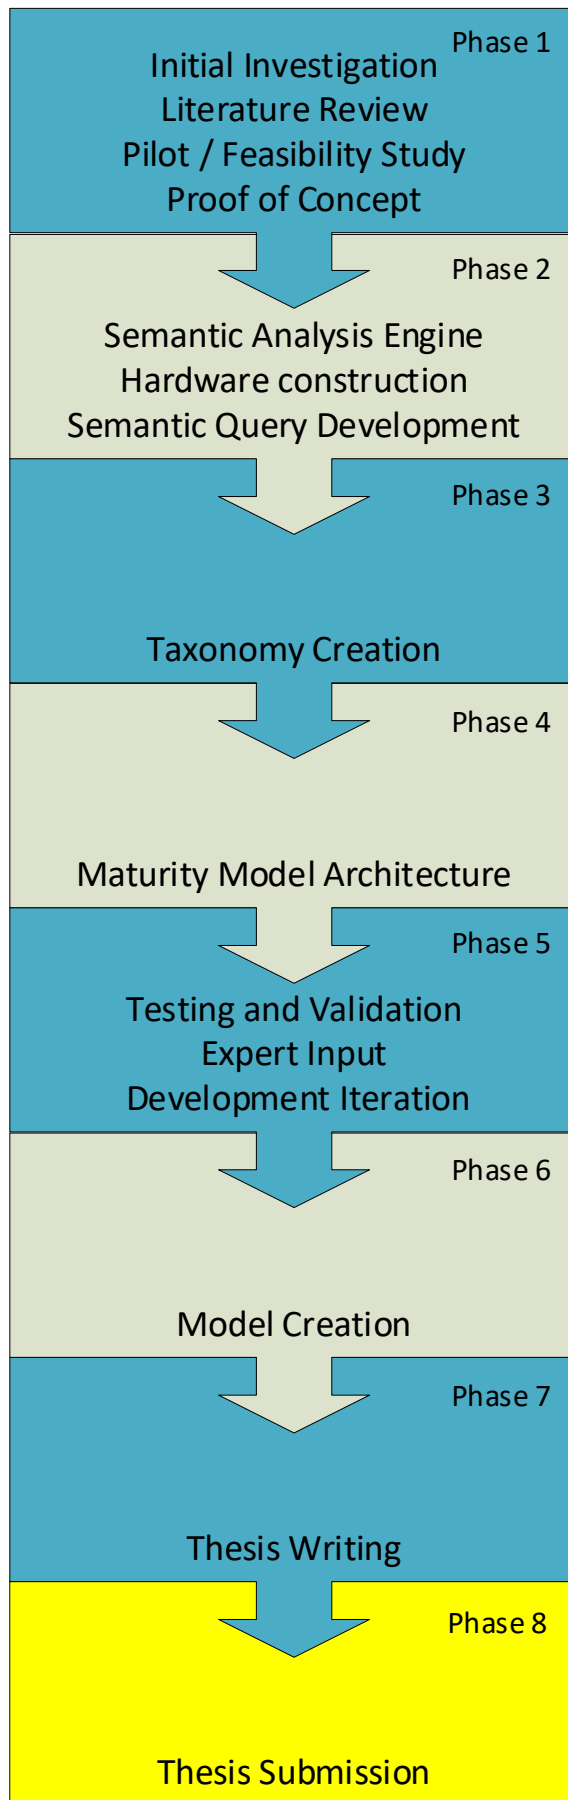 Phase 1
Initial Investigation
Literature Review
Pilot / Feasibility Study
Proof of Concept
Phase 2
Semantic Analysis Engine
Hardware construction
Semantic Query Development
Phase 3
Taxonomy Creation
Phase 4
Maturity Model Architecture
Phase 5
Testing and Validation
Expert Input
Development Iteration
Phase 6
Model Creation
Phase 7
Thesis Writing
Phase 8
Thesis Submission